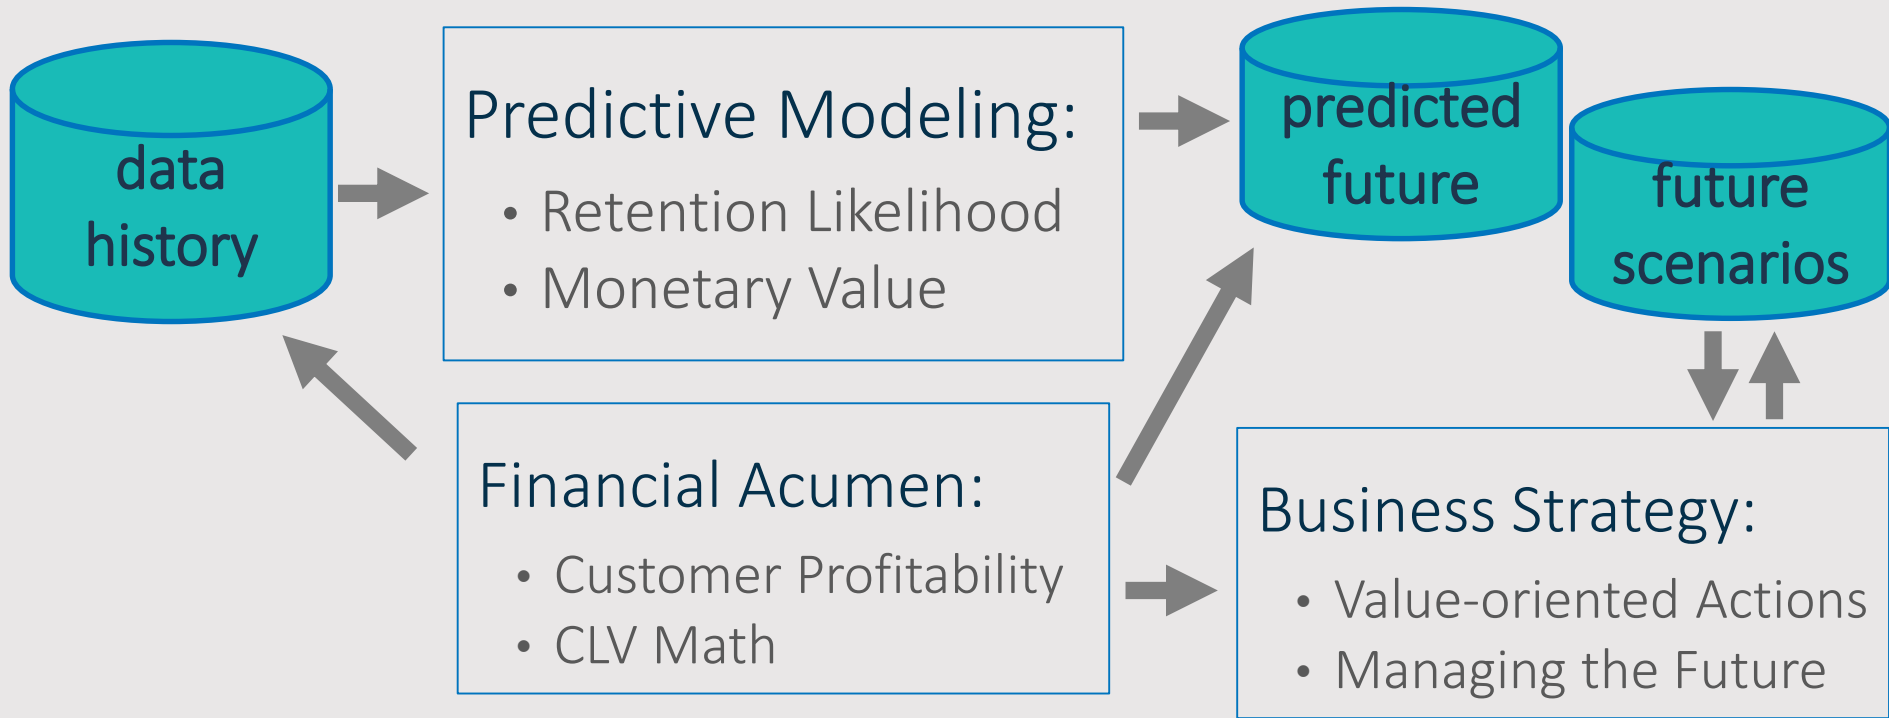 data
history
Predictive Modeling:
• Retention Likelihood
• Monetary Value
predicted
future
future
scenarios
Financial Acumen:
• Customer Profitability
• CLV Math
Business Strategy:
• Value-oriented Actions
• Managing the Future